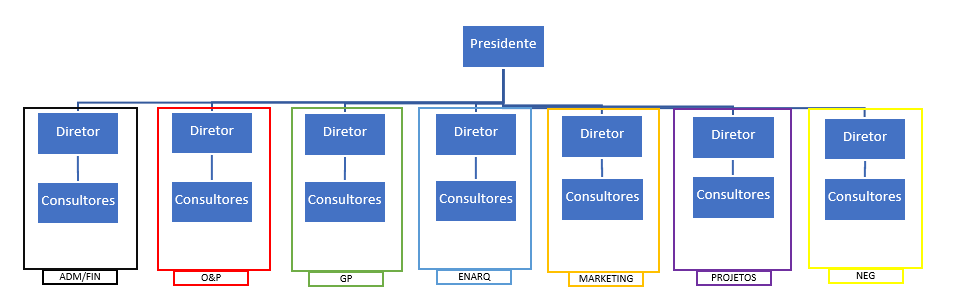 Presidente
Diretor
Diretor
Diretor
Diretor
Diretor
Diretor
Diretor
Consultores
Consultores
Consultores
Consultores
Consultores
Consultores
Consultores
ADM/FIN
O&P
GP
ENARQ
MARKETING
PROJETOS
NEG